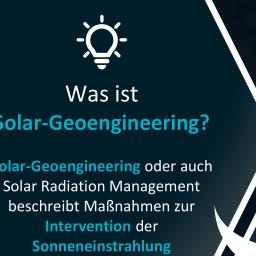 Was ist
Solar-Geoengineering?
olar-Geoengineering oder auch
Solar Radiation Management
beschreibt Maßnahmen zur
Intervention der
Sonneneinstrahlung